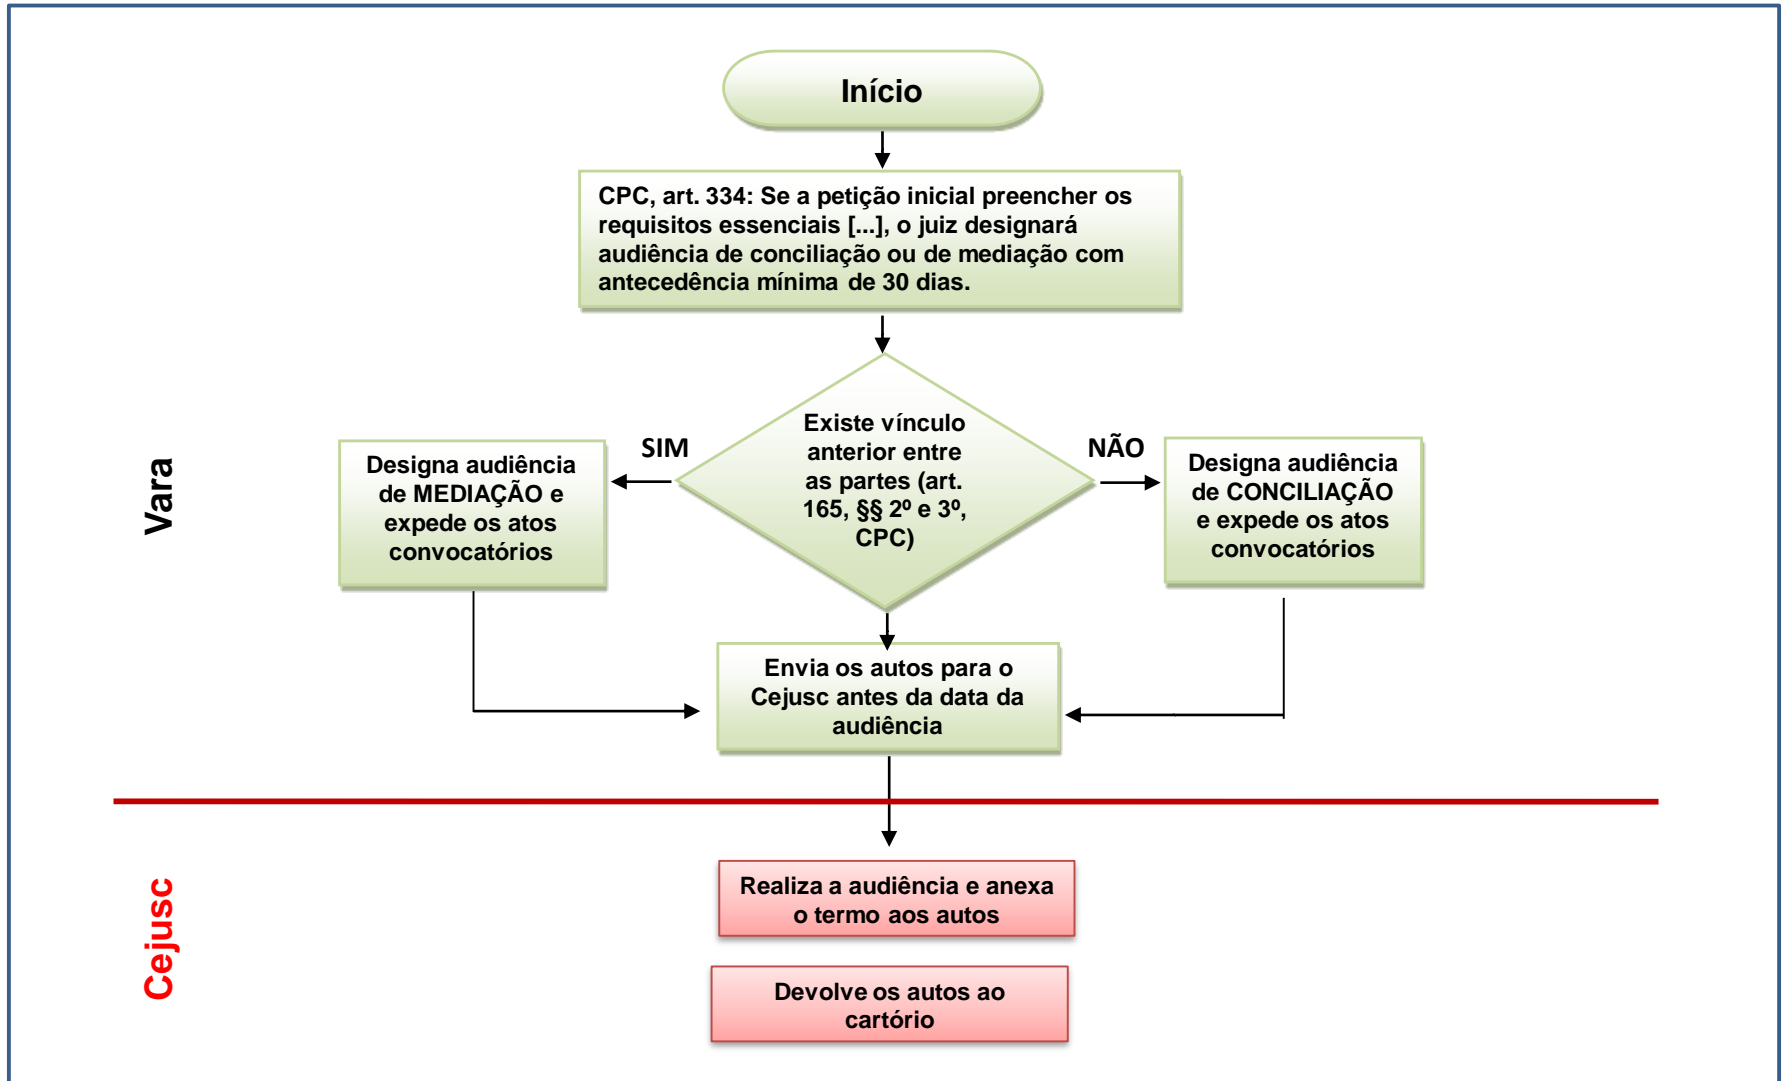 Início
CPC, art. 334: Se a petição inicial preencher os
requisitos essenciais [...], o juiz designará
audiência de conciliação ou de mediação com
antecedência mínima de 30 dias.
Vara
Designa audiência
de MEDIAÇÃO e
expede os atos
convocatórios
SIM
Existe vínculo
anterior entre
as partes (art.
165, §§ 2º e 3º,
CPC)
NÃO
Designa audiência
de CONCILIAÇÃO
e expede os atos
convocatórios
Envia os autos para o
Cejusc antes da data da
audiência
Cejusc
Realiza a audiência e anexa
o termo aos autos
Devolve os autos ao
cartório